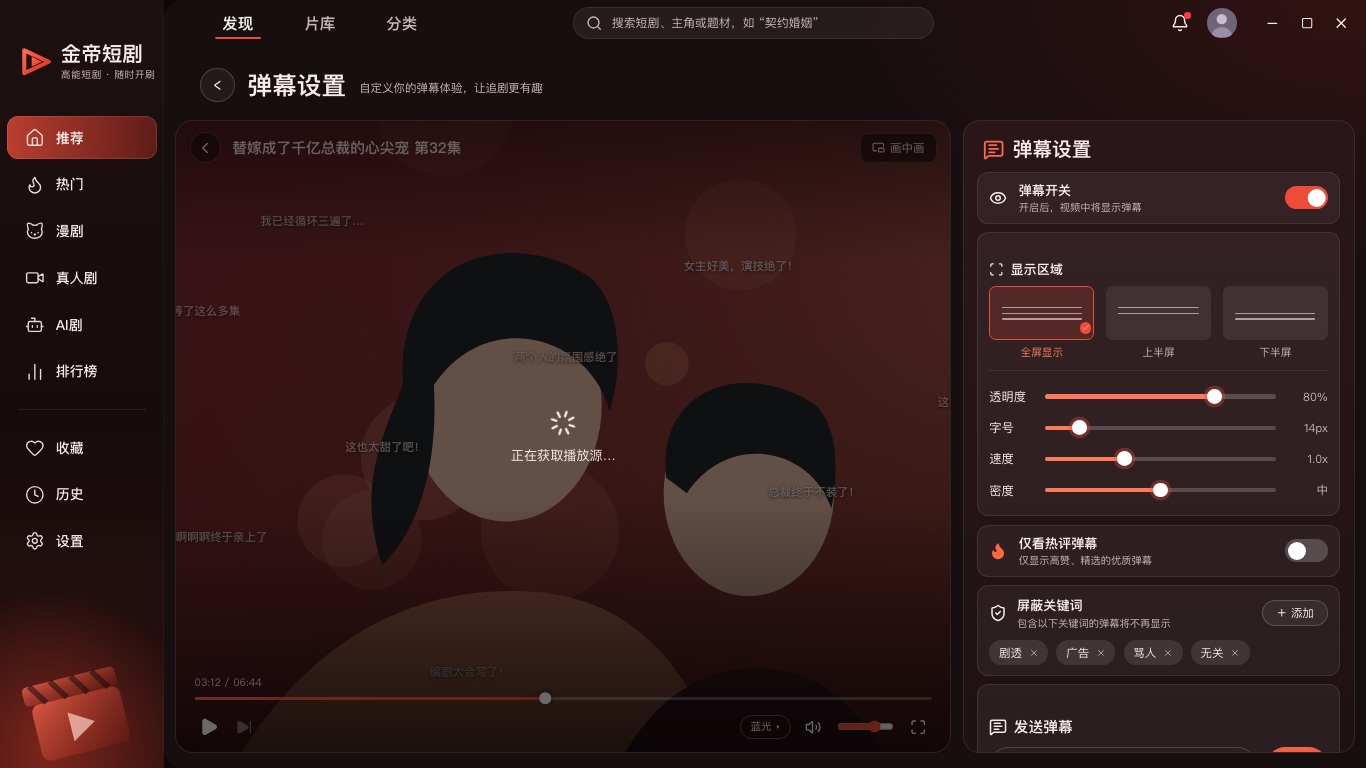 发现
片库
分类
搜索短剧、主角或题材，如 “契约婚姻”
金帝短剧
高能短剧 · 随时开刷
推荐
热门
漫剧
真人剧
AI剧
排行榜
收藏
历史
设置
弹幕设置
自定义你的弹幕体验，让追剧更有趣
替嫁成了千亿总裁的心尖宠 第32集
画中画
我已经循环三遍了…
女主好美，演技绝了！
了这么多集
两个人的氛围感绝了
这
正在获取播放源…
这也太甜了吧！
总裁终于不装了！
啊啊啊终于亲上了
编剧太会写了！
03:12 / 06:44
蓝光
弹幕设置
弹幕开关
开启后，视频中将显示弹幕
显示区域
全屏显示
上半屏
下半屏
透明度
80%
字号
14px
速度
1.0x
密度
中
仅看热评弹幕
仅显示高赞、精选的优质弹幕
屏蔽关键词
包含以下关键词的弹幕将不再显示
添加
剧透
广告
骂人
无关
发送弹幕